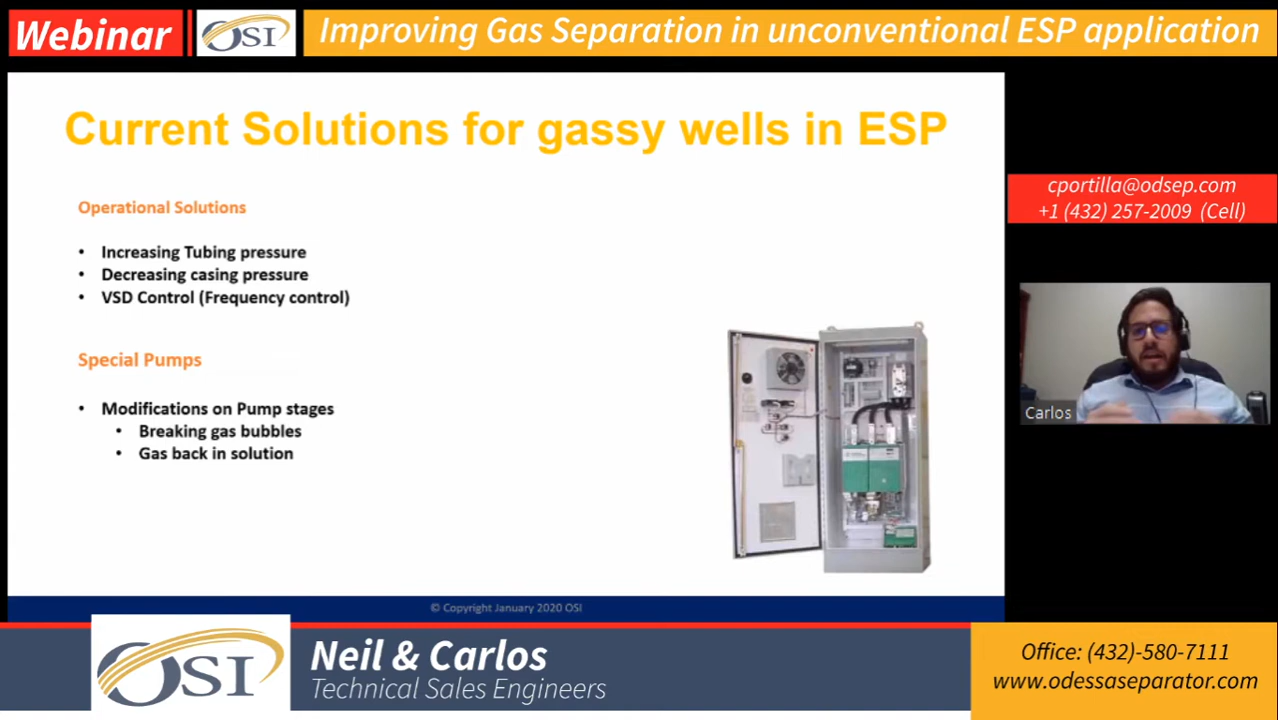 Webinar
OSI
Improving Gas Separation in unconventional ESP application
Current Solutions for gassy wells in ESP
Operational Solutions
• Increasing Tubing pressure
• Decreasing casing pressure
• VSD Control (Frequency control)
Special Pumps
• Modifications on Pump stages
• Breaking gas bubbles
• Gas back in solution
© Copyright January 2020 OSI
cportilla@odsep.com
+1 (432) 257-2009 (Cell)
Carlos
OSI
Neil & Carlos
Technical Sales Engineers
Office: (432)-580-7111
www.odessaseparator.com